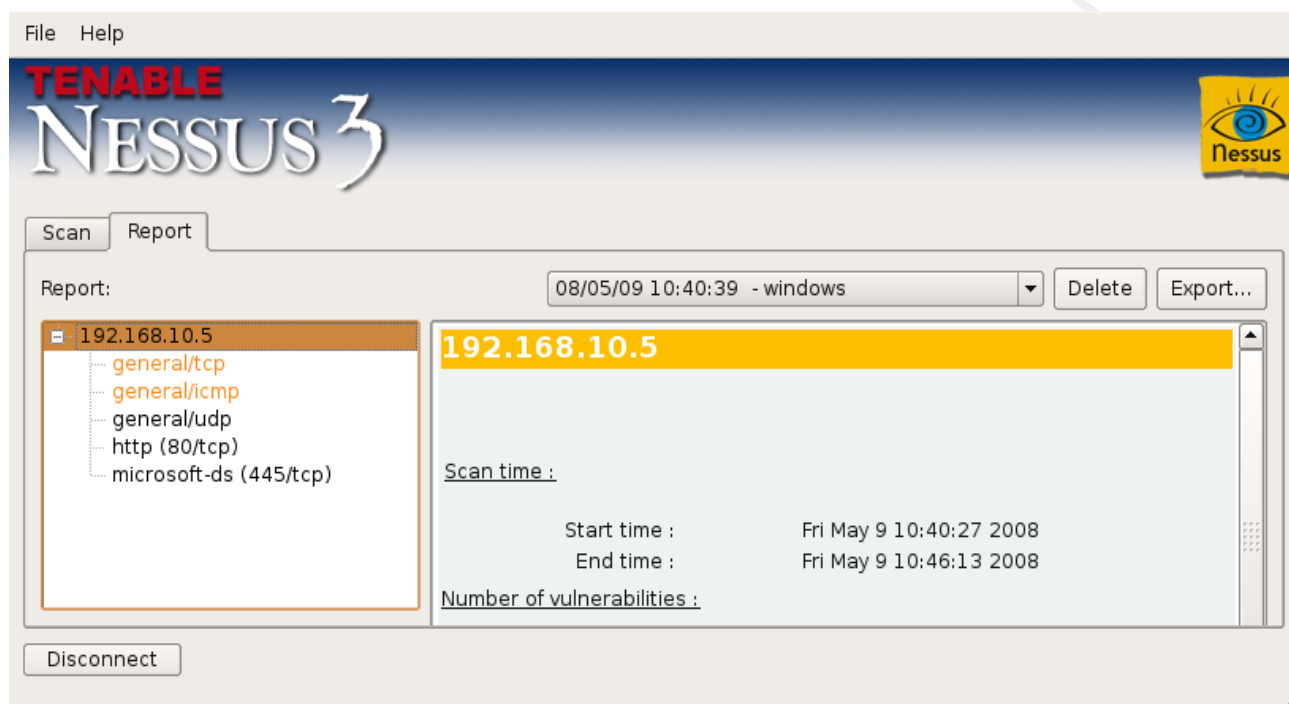 File Help
TENABLE
NESSUS 3
Nessus
Scan Report
Report: 08/05/09 10:40:39 - windows Delete Export...
192.168.10.5
general/tcp
general/icmp
general/udp
http (80/tcp)
microsoft-ds (445/tcp)
192.168.10.5
Scan time :
Start time : Fri May 9 10:40:27 2008
End time : Fri May 9 10:46:13 2008
Number of vulnerabilities :
Disconnect